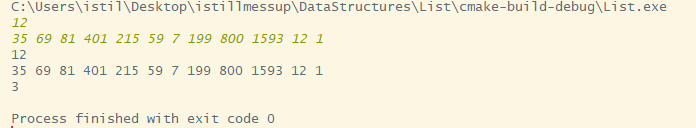 C:\Users\istil\Desktop\istillmessup\DataStructures\List\cmake-build-debug\List.exe
12
35 69 81 401 215 59 7 199 800 1593 12 1
12
35 69 81 401 215 59 7 199 800 1593 12 1
3
Process finished with exit code 0